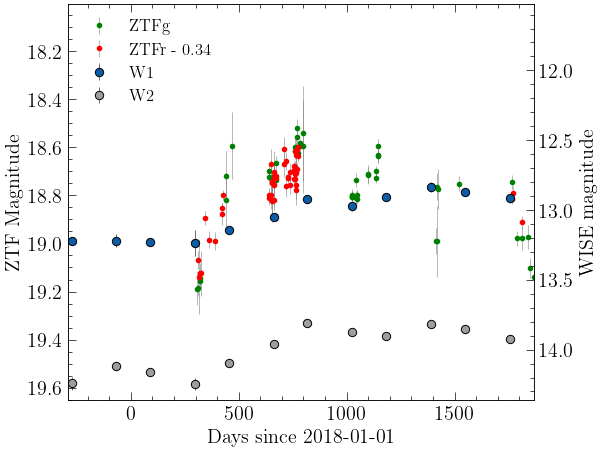 ZTFg
ZTFr - 0.34
W1
W2
18.2
18.4
18.6
18.8
19.0
19.2
19.4
19.6
ZTF Magnitude
12.0
12.5
13.0
13.5
14.0
WISE magnitude
0
500
1000
1500
Days since 2018-01-01